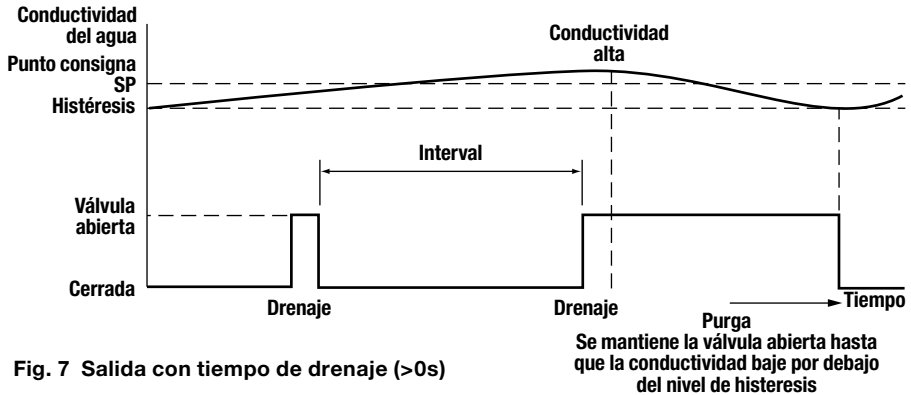 Conductividad
del agua
Punto consigna
SP
Histéresis
Conductividad
alta
Interval
Válvula
abierta
Cerrada
Drenaje
Drenaje
Tiempo
Purga
Se mantiene la válvula abierta hasta
que la conductividad baje por debajo
del nivel de histeresis
Fig. 7 Salida con tiempo de drenaje (>0s)